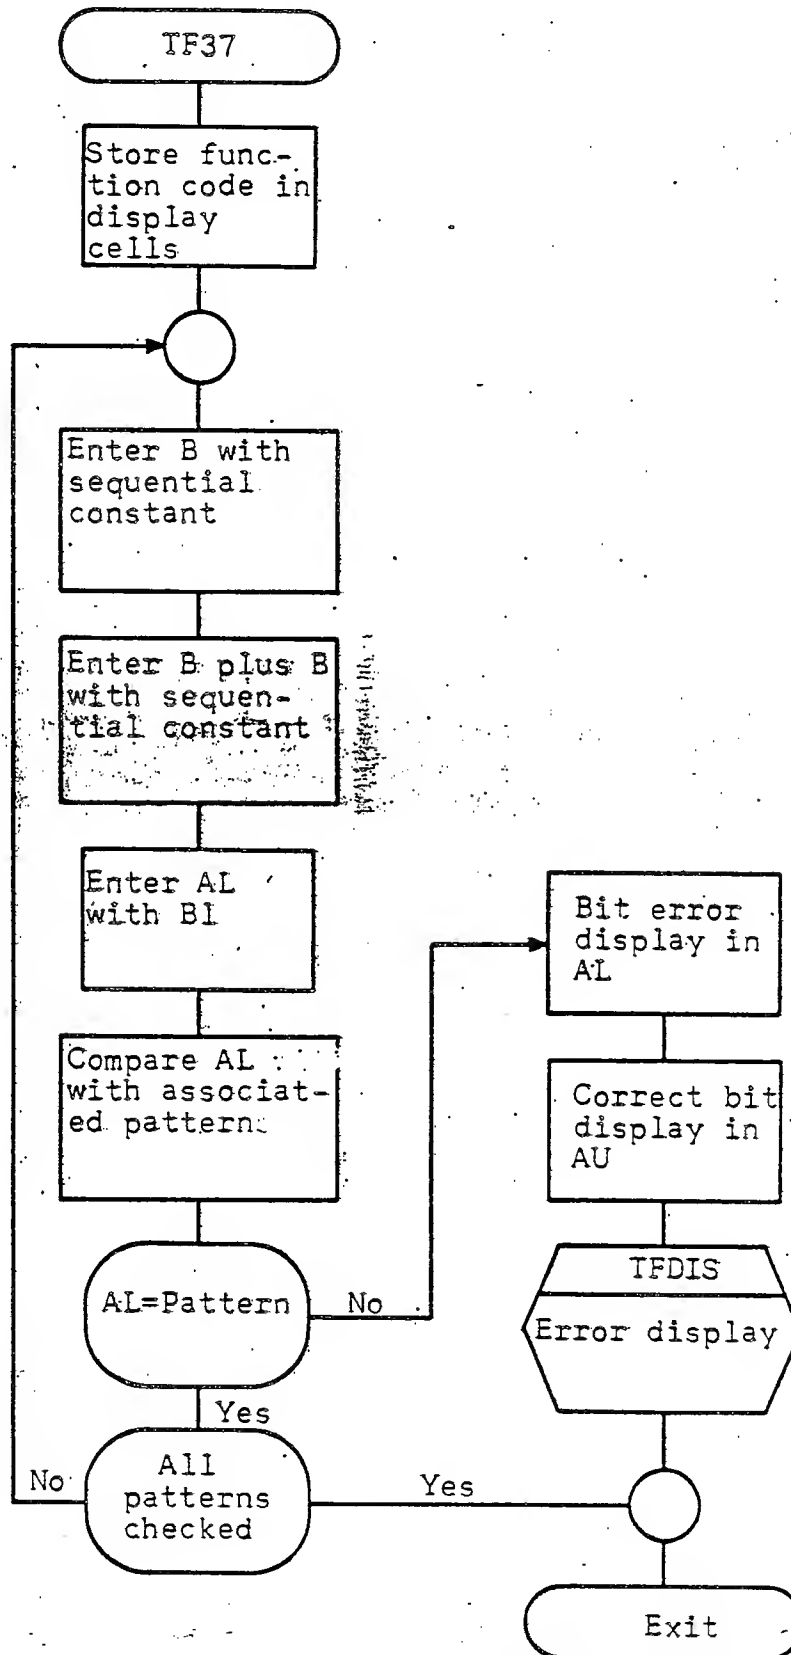 TF37
Store func-
tion code in
display
cells
Enter B with
sequential
constant
Enter B plus B
with sequen-
tial constant
Enter AL
with B1
Compare AL
with associat-
ed pattern
AL=Pattern
No
Yes
All
patterns
checked
No
Yes
Bit error
display in
AL
Correct bit
display in
AU
TFDIS
Error display
Exit